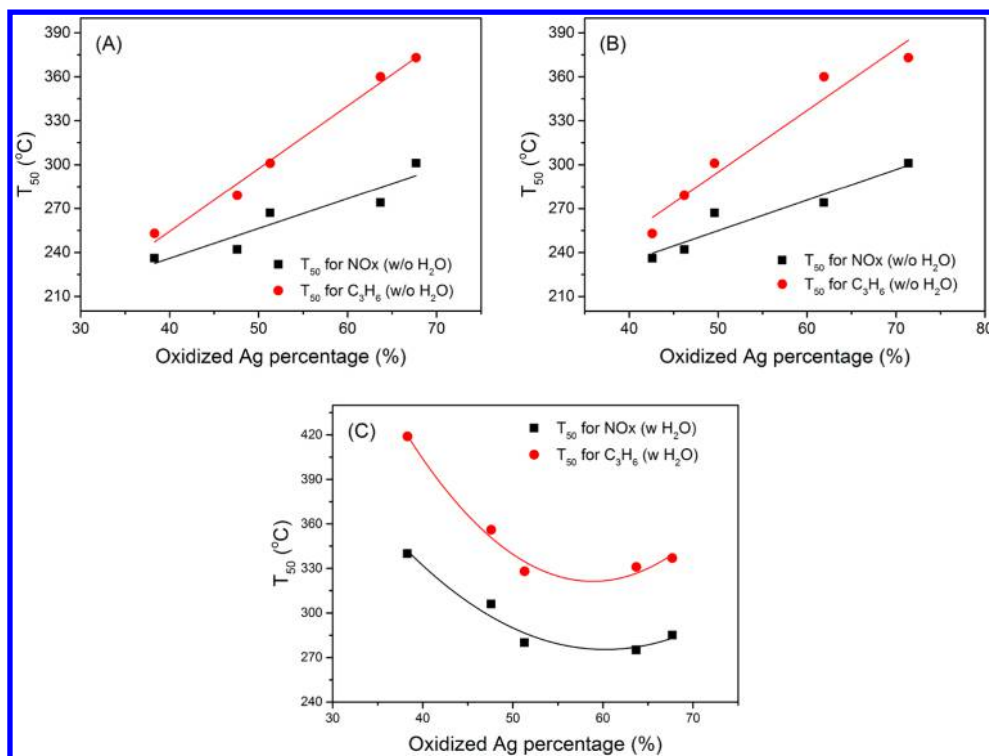 (A)
390
360
330
300
270
240
210
T50 (oC)
T50 for NOx (w/o H2O)
T50 for C3H6 (w/o H2O)
30 40 50 60 70
Oxidized Ag percentage (%)
(B)
390
360
330
300
270
240
210
T50 (oC)
T50 for NOx (w/o H2O)
T50 for C3H6 (w/o H2O)
40 50 60 70 80
Oxidized Ag percentage (%)
(C)
420
390
360
330
300
270
240
T50 (oC)
T50 for NOx (w H2O)
T50 for C3H6 (w H2O)
30 40 50 60 70
Oxidized Ag percentage (%)